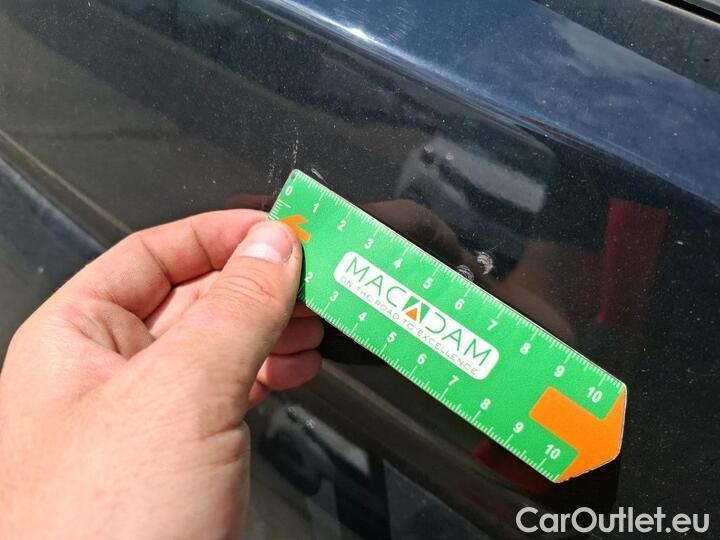 0 1 2 3 4 5 6 7 8 9 10
MACADAM
ON THE ROAD TO EXCELLENCE
2 3 4 5 6 7 8 9 10
CarOutlet.eu